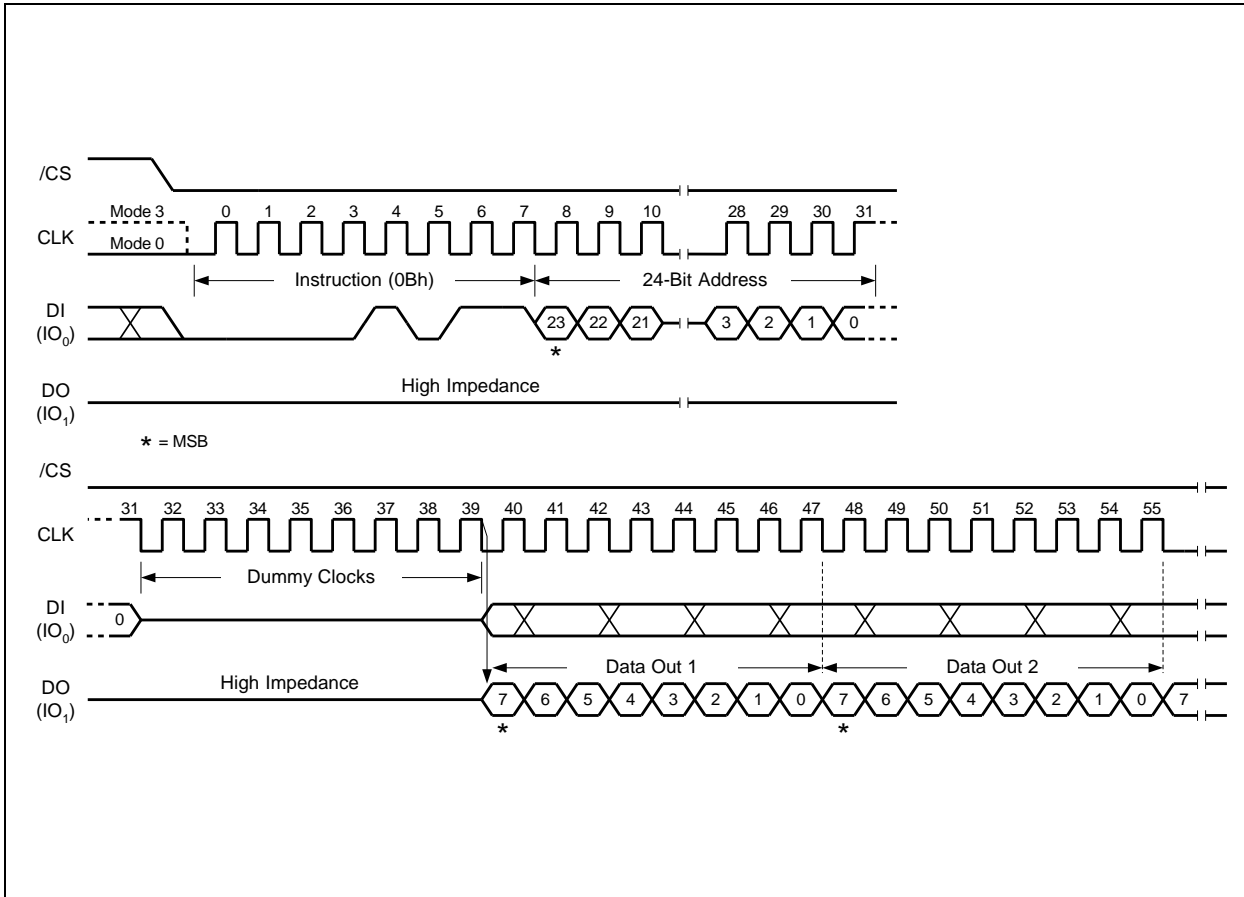 /CS
Mode 3 0 1 2 3 4 5 6 7 8 9 10 28 29 30 31
CLK
Mode 0
Instruction (0Bh) 24-Bit Address
DI
(IO₀)
23 22 21 3 2 1 0
*
High Impedance
DO
(IO₁)
* = MSB
/CS
31 32 33 34 35 36 37 38 39 40 41 42 43 44 45 46 47 48 49 50 51 52 53 54 55
CLK
Dummy Clocks
DI
(IO₀)
0
Data Out 1 Data Out 2
High Impedance
DO
(IO₁)
7 6 5 4 3 2 1 0 7 6 5 4 3 2 1 0 7
* *